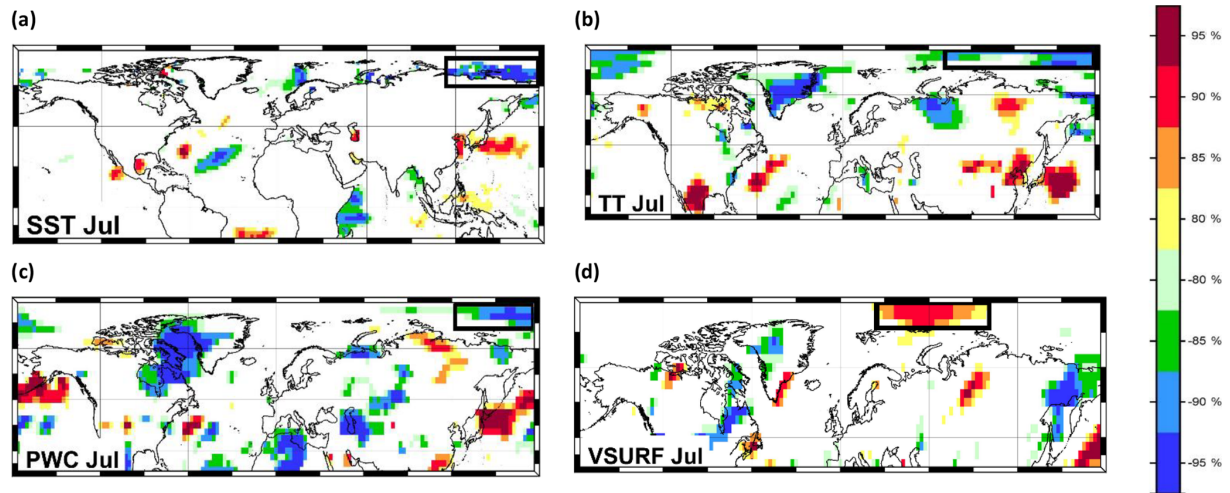 (a)
SST Jul
(b)
TT Jul
(c)
PWC Jul
(d)
VSURF Jul
95 %
90 %
85 %
80 %
-80 %
-85 %
-90 %
-95 %